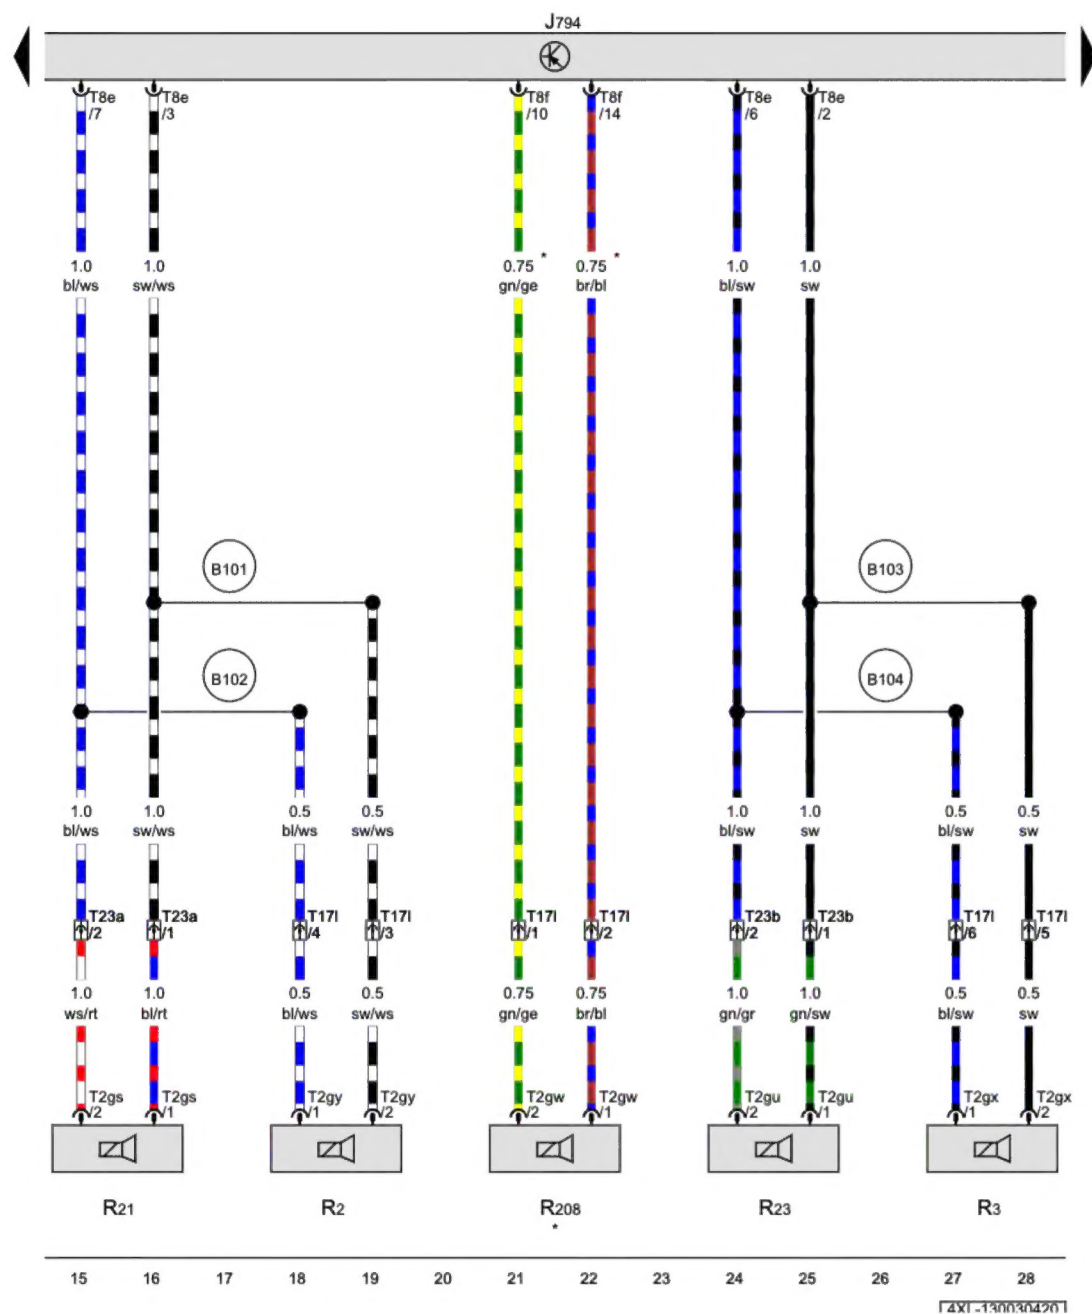 J794
T8e T8e T8f T8f T8e T8e
/7 /3 /10 /14 /6 /2
1.0 1.0 0.75 * 0.75 * 1.0 1.0
bl/ws sw/ws gn/ge br/bl bl/sw sw
B101 B103
B102 B104
1.0 1.0 0.5 0.5 1.0 1.0 0.5 0.5
bl/ws sw/ws bl/ws sw/ws bl/sw sw bl/sw sw
T23a T23a T17l T17l T17l T17l T23b T23b T17l T17l
/2 /1 /4 /3 /1 /2 /2 /1 /6 /5
1.0 1.0 0.5 0.5 0.75 0.75 1.0 1.0 0.5 0.5
ws/rt bl/rt bl/ws sw/ws gn/ge br/bl gn/gr gn/sw bl/sw sw
T2gs T2gs T2gy T2gy T2gw T2gw T2gu T2gu T2gx T2gx
/2 /1 /1 /2 /2 /1 /2 /1 /1 /2
R21 R2 R208 R23 R3
*
15 16 17 18 19 20 21 22 23 24 25 26 27 28
4XL-130030420